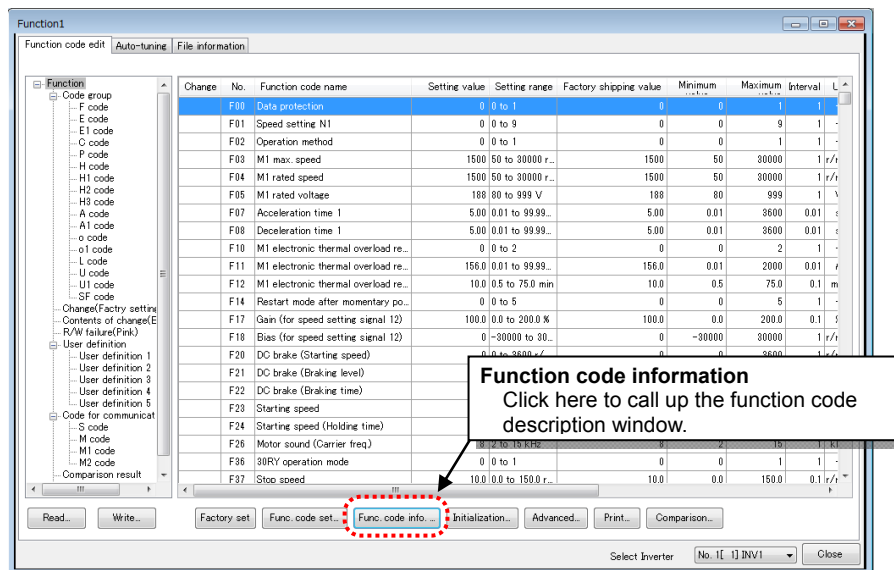 Function1
Function code edit Auto-tuning File information
Function
Code group
F code
E code
E1 code
C code
P code
H code
H1 code
H2 code
H3 code
A code
A1 code
o code
o1 code
L code
U code
U1 code
SF code
Change(Factry setting
Contents of change(E
R/W failure(Pink)
User definition
User definition 1
User definition 2
User definition 3
User definition 4
User definition 5
Code for communicat
S code
M code
M1 code
M2 code
Comparison result
Change No. Function code name Setting value Setting range Factory shipping value Minimum Maximum Interval
F00 Data protection 0 0 to 1 0 0 1 1 -
F01 Speed setting N1 0 0 to 9 0 0 9 1 -
F02 Operation method 0 0 to 1 0 0 1 1 -
F03 M1 max. speed 1500 50 to 30000 r... 1500 50 30000 1 r/r
F04 M1 rated speed 1500 50 to 30000 r... 1500 50 30000 1 r/r
F05 M1 rated voltage 188 80 to 999 V 188 80 999 1 V
F07 Acceleration time 1 5.00 0.01 to 99.99... 5.00 0.01 3600 0.01 s
F08 Deceleration time 1 5.00 0.01 to 99.99... 5.00 0.01 3600 0.01 s
F10 M1 electronic thermal overload re... 0 0 to 2 0 0 2 1 -
F11 M1 electronic thermal overload re... 156.0 0.01 to 99.99... 156.0 0.01 2000 0.01
F12 M1 electronic thermal overload re... 10.0 0.5 to 75.0 min 10.0 0.5 75.0 0.1 m
F14 Restart mode after momentary po... 0 0 to 5 0 0 5 1 -
F17 Gain (for speed setting signal 12) 100.0 0.0 to 200.0 % 100.0 0.0 200.0 0.1
F18 Bias (for speed setting signal 12) 0 -30000 to 30... 0 -30000 30000 1 r/r
F20 DC brake (Starting speed) 0 0 to 3600 r/ 0 0 3600 1 r/r
F21 DC brake (Braking level)
F22 DC brake (Braking time)
F23 Starting speed
F24 Starting speed (Holding time)
F26 Motor sound (Carrier freq.) 8 2 to 15 kHz 8 2 15 1
F36 30RY operation mode 0 0 to 1 0 0 1 1 -
F37 Stop speed 10.0 0.0 to 150.0 r... 10.0 0.0 150.0 0.1 r/r
Function code information
Click here to call up the function code
description window.
Read... Write... Factory set Func. code set... Func. code info. ... Initialization... Advanced... Print... Comparison...
Select Inverter No. 1[ 1] INV1 Close